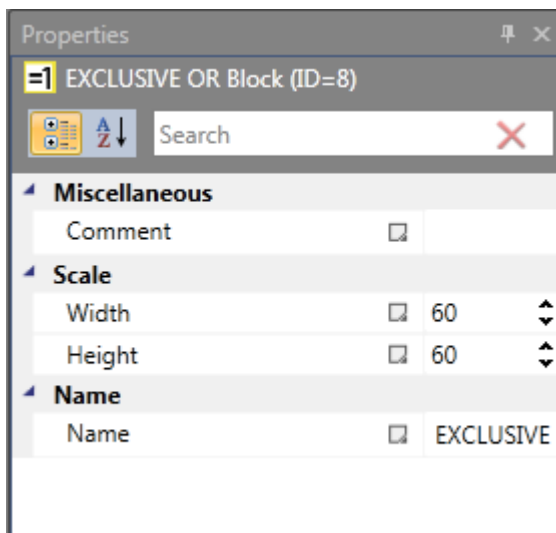 Properties
=1 EXCLUSIVE OR Block (ID=8)
A Z Search
Miscellaneous
Comment
Scale
Width 60
Height 60
Name
Name EXCLUSIVE